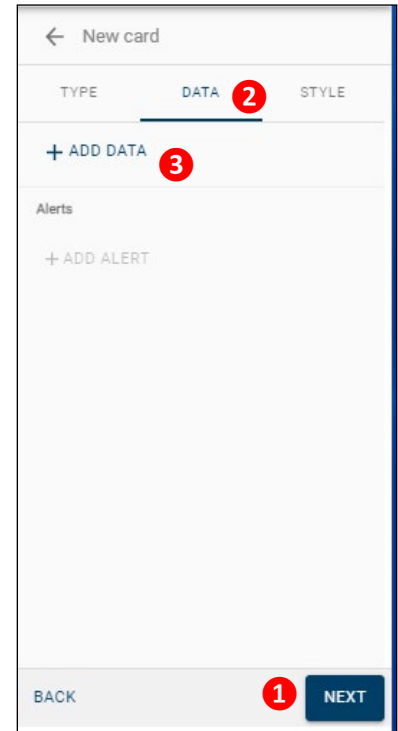 ← New card
TYPE DATA 2 STYLE
+ ADD DATA 3
Alerts
+ ADD ALERT
BACK 1 NEXT